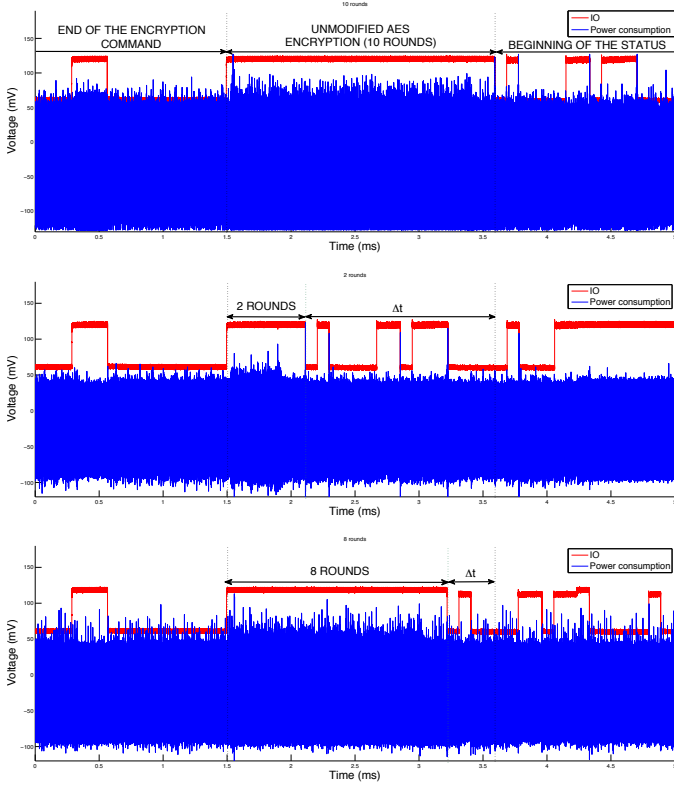 10 rounds
IO
Power consumption
END OF THE ENCRYPTION
COMMAND
UNMODIFIED AES
ENCRYPTION (10 ROUNDS)
BEGINNING OF THE STATUS
Voltage (mV)
150
100
50
0
−50
−100
0 0.5 1 1.5 2 2.5 3 3.5 4 4.5 5
Time (ms)
2 rounds
IO
Power consumption
2 ROUNDS
Δt
Voltage (mV)
150
100
50
0
−50
−100
0 0.5 1 1.5 2 2.5 3 3.5 4 4.5 5
Time (ms)
8 rounds
IO
Power consumption
8 ROUNDS
Δt
Voltage (mV)
150
100
50
0
−50
−100
0 0.5 1 1.5 2 2.5 3 3.5 4 4.5 5
Time (ms)